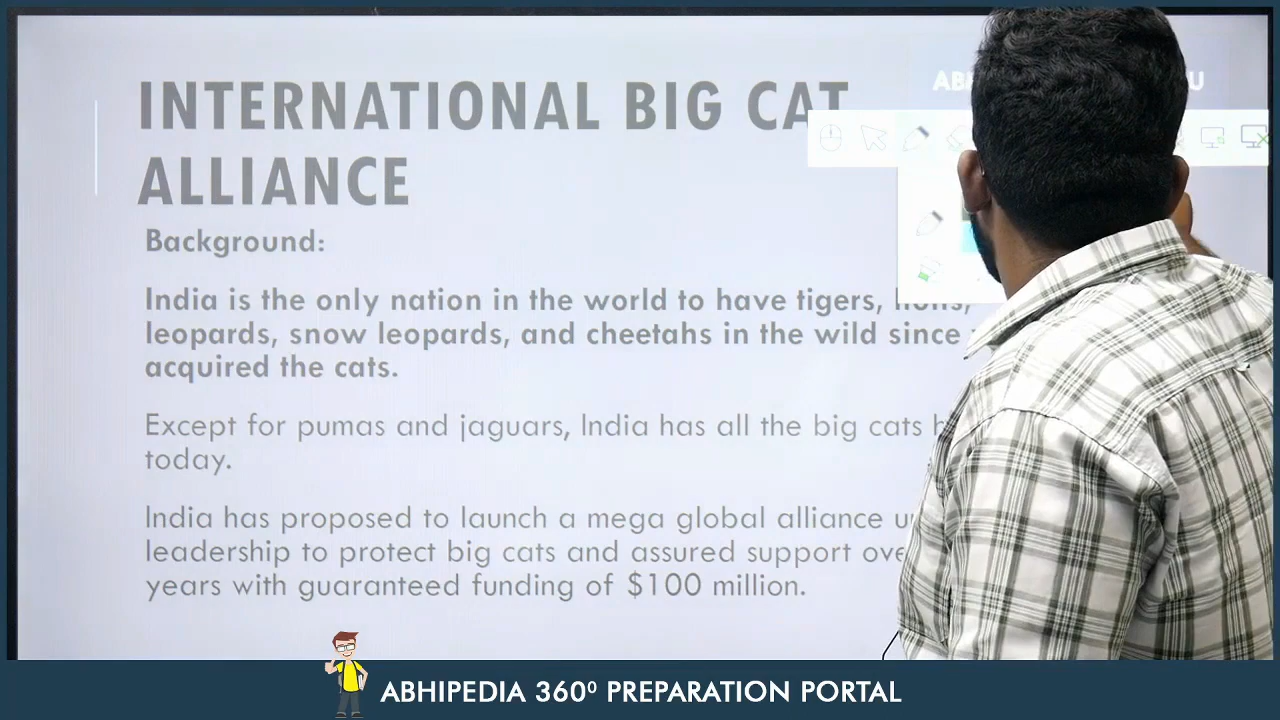 INTERNATIONAL BIG CAT
ALLIANCE
Background:
India is the only nation in the world to have tigers, lions,
leopards, snow leopards, and cheetahs in the wild since
acquired the cats.
Except for pumas and jaguars, India has all the big cats
today.
India has proposed to launch a mega global alliance
leadership to protect big cats and assured support
years with guaranteed funding of $100 million.
ABHIPEDIA 360⁰ PREPARATION PORTAL